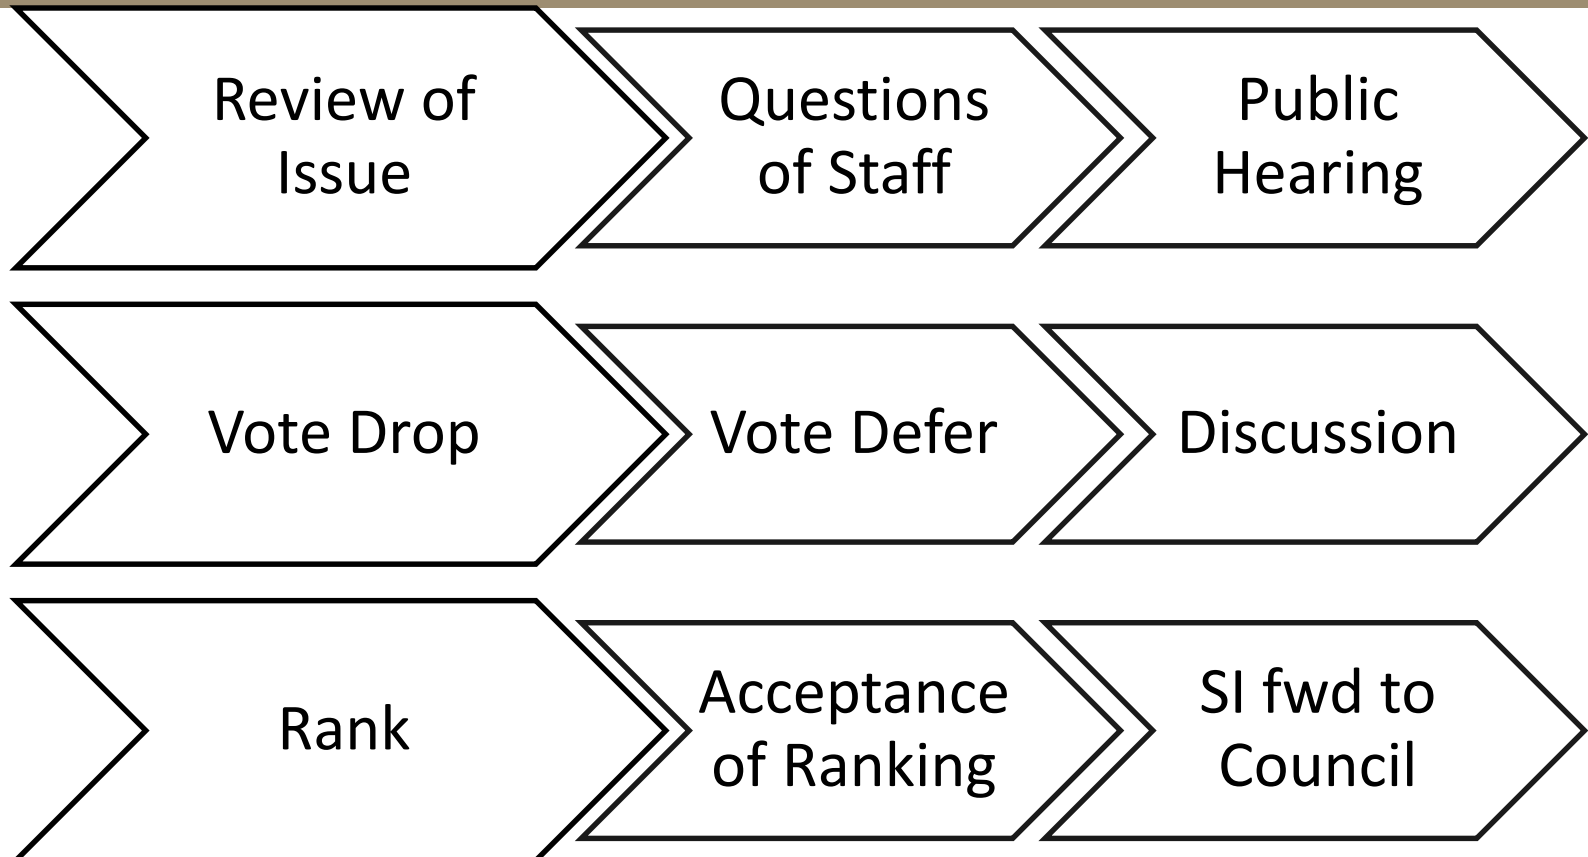 Review of
Issue
Questions
of Staff
Public
Hearing
Vote Drop
Vote Defer
Discussion
Rank
Acceptance
of Ranking
SI fwd to
Council